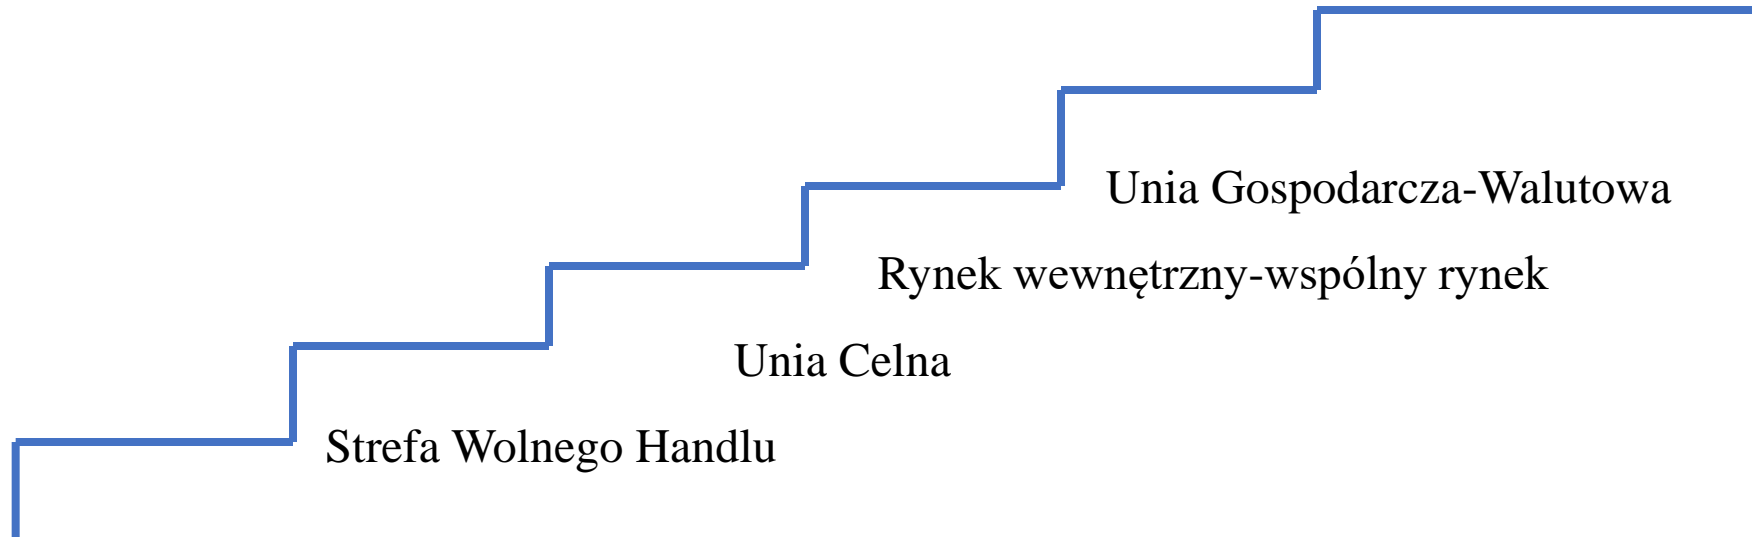 Unia Gospodarcza-Walutowa
Rynek wewnętrzny-wspólny rynek
Unia Celna
Strefa Wolnego Handlu